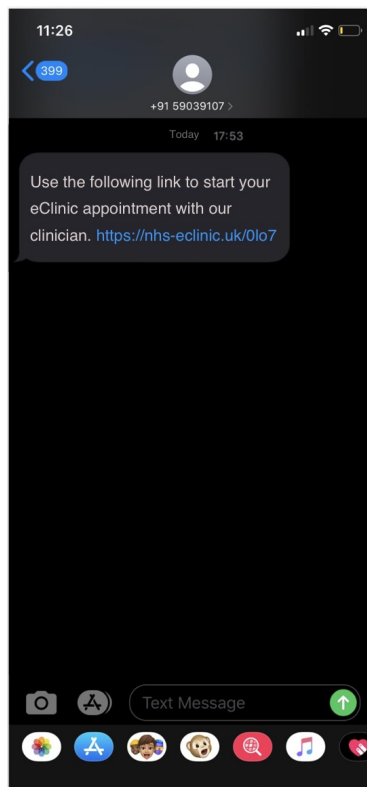 11:26
399
+91 59039107 >
Today 17:53
Use the following link to start your
eClinic appointment with our
clinician. https://nhs-eclinic.uk/0lo7
Text Message